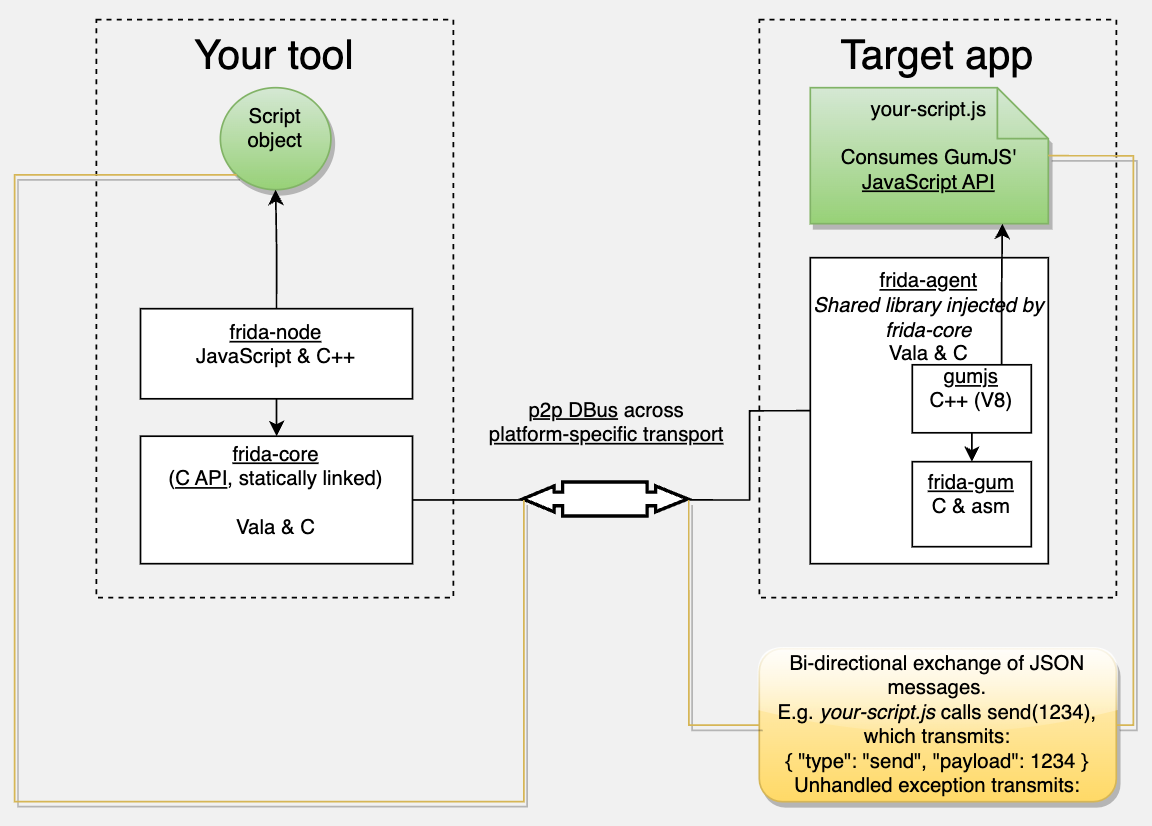 Your tool
Script
object
frida-node
JavaScript & C++
frida-core
(C API, statically linked)
Vala & C
p2p DBus across
platform-specific transport
Target app
your-script.js
Consumes GumJS'
JavaScript API
frida-agent
Shared library injected by
frida-core
Vala & C
gumjs
C++ (V8)
frida-gum
C & asm
Bi-directional exchange of JSON
messages.
E.g. your-script.js calls send(1234),
which transmits:
{ "type": "send", "payload": 1234 }
Unhandled exception transmits: